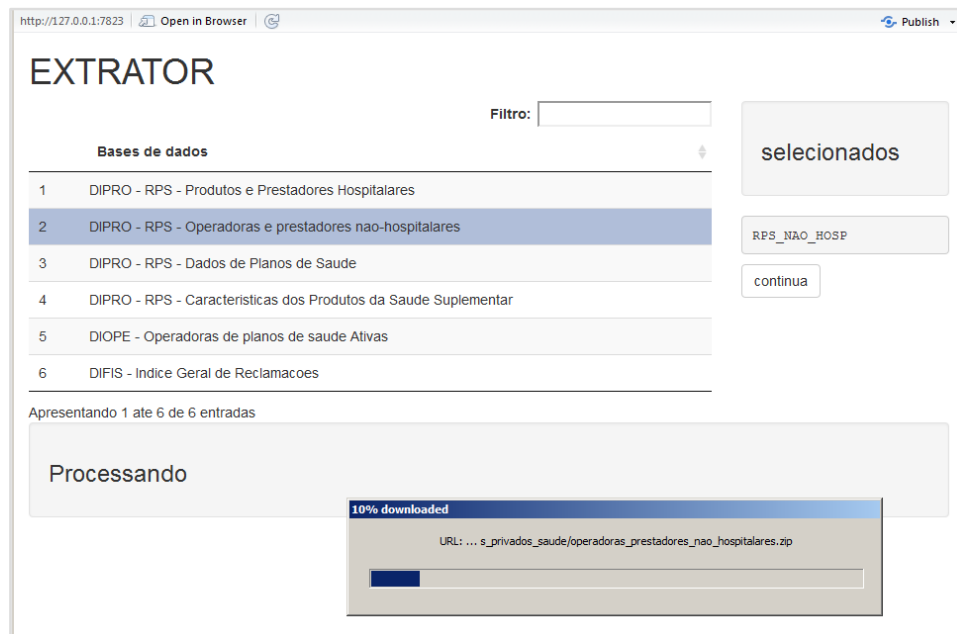 http://127.0.0.1:7823 Open in Browser Publish
EXTRATOR
Filtro:
Bases de dados
1 DIPRO - RPS - Produtos e Prestadores Hospitalares
2 DIPRO - RPS - Operadoras e prestadores nao-hospitalares
3 DIPRO - RPS - Dados de Planos de Saude
4 DIPRO - RPS - Caracteristicas dos Produtos da Saude Suplementar
5 DIOPE - Operadoras de planos de saude Ativas
6 DIFIS - Indice Geral de Reclamacoes
Apresentando 1 ate 6 de 6 entradas
selecionados
RPS_NAO_HOSP
continua
Processando
10% downloaded
URL: ... s_privados_saude/operadoras_prestadores_nao_hospitalares.zip